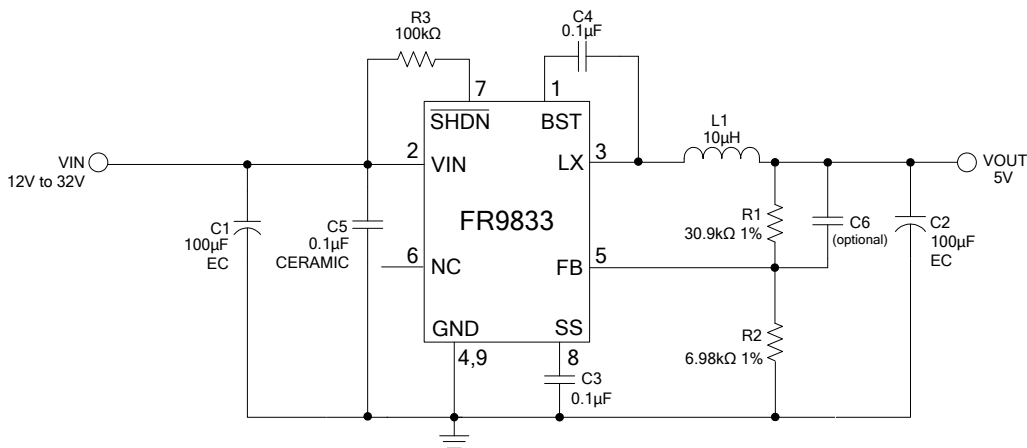 R3
100kΩ
C4
0.1μF
7
1
SHDN
BST
L1
10μH
VIN
12V to 32V
2
VIN
LX
3
VOUT
5V
FR9833
C1
100μF
EC
C5
0.1μF
CERAMIC
R1
30.9kΩ 1%
C6
(optional)
C2
100μF
EC
6
NC
FB
5
GND
SS
R2
6.98kΩ 1%
4,9
8
C3
0.1μF